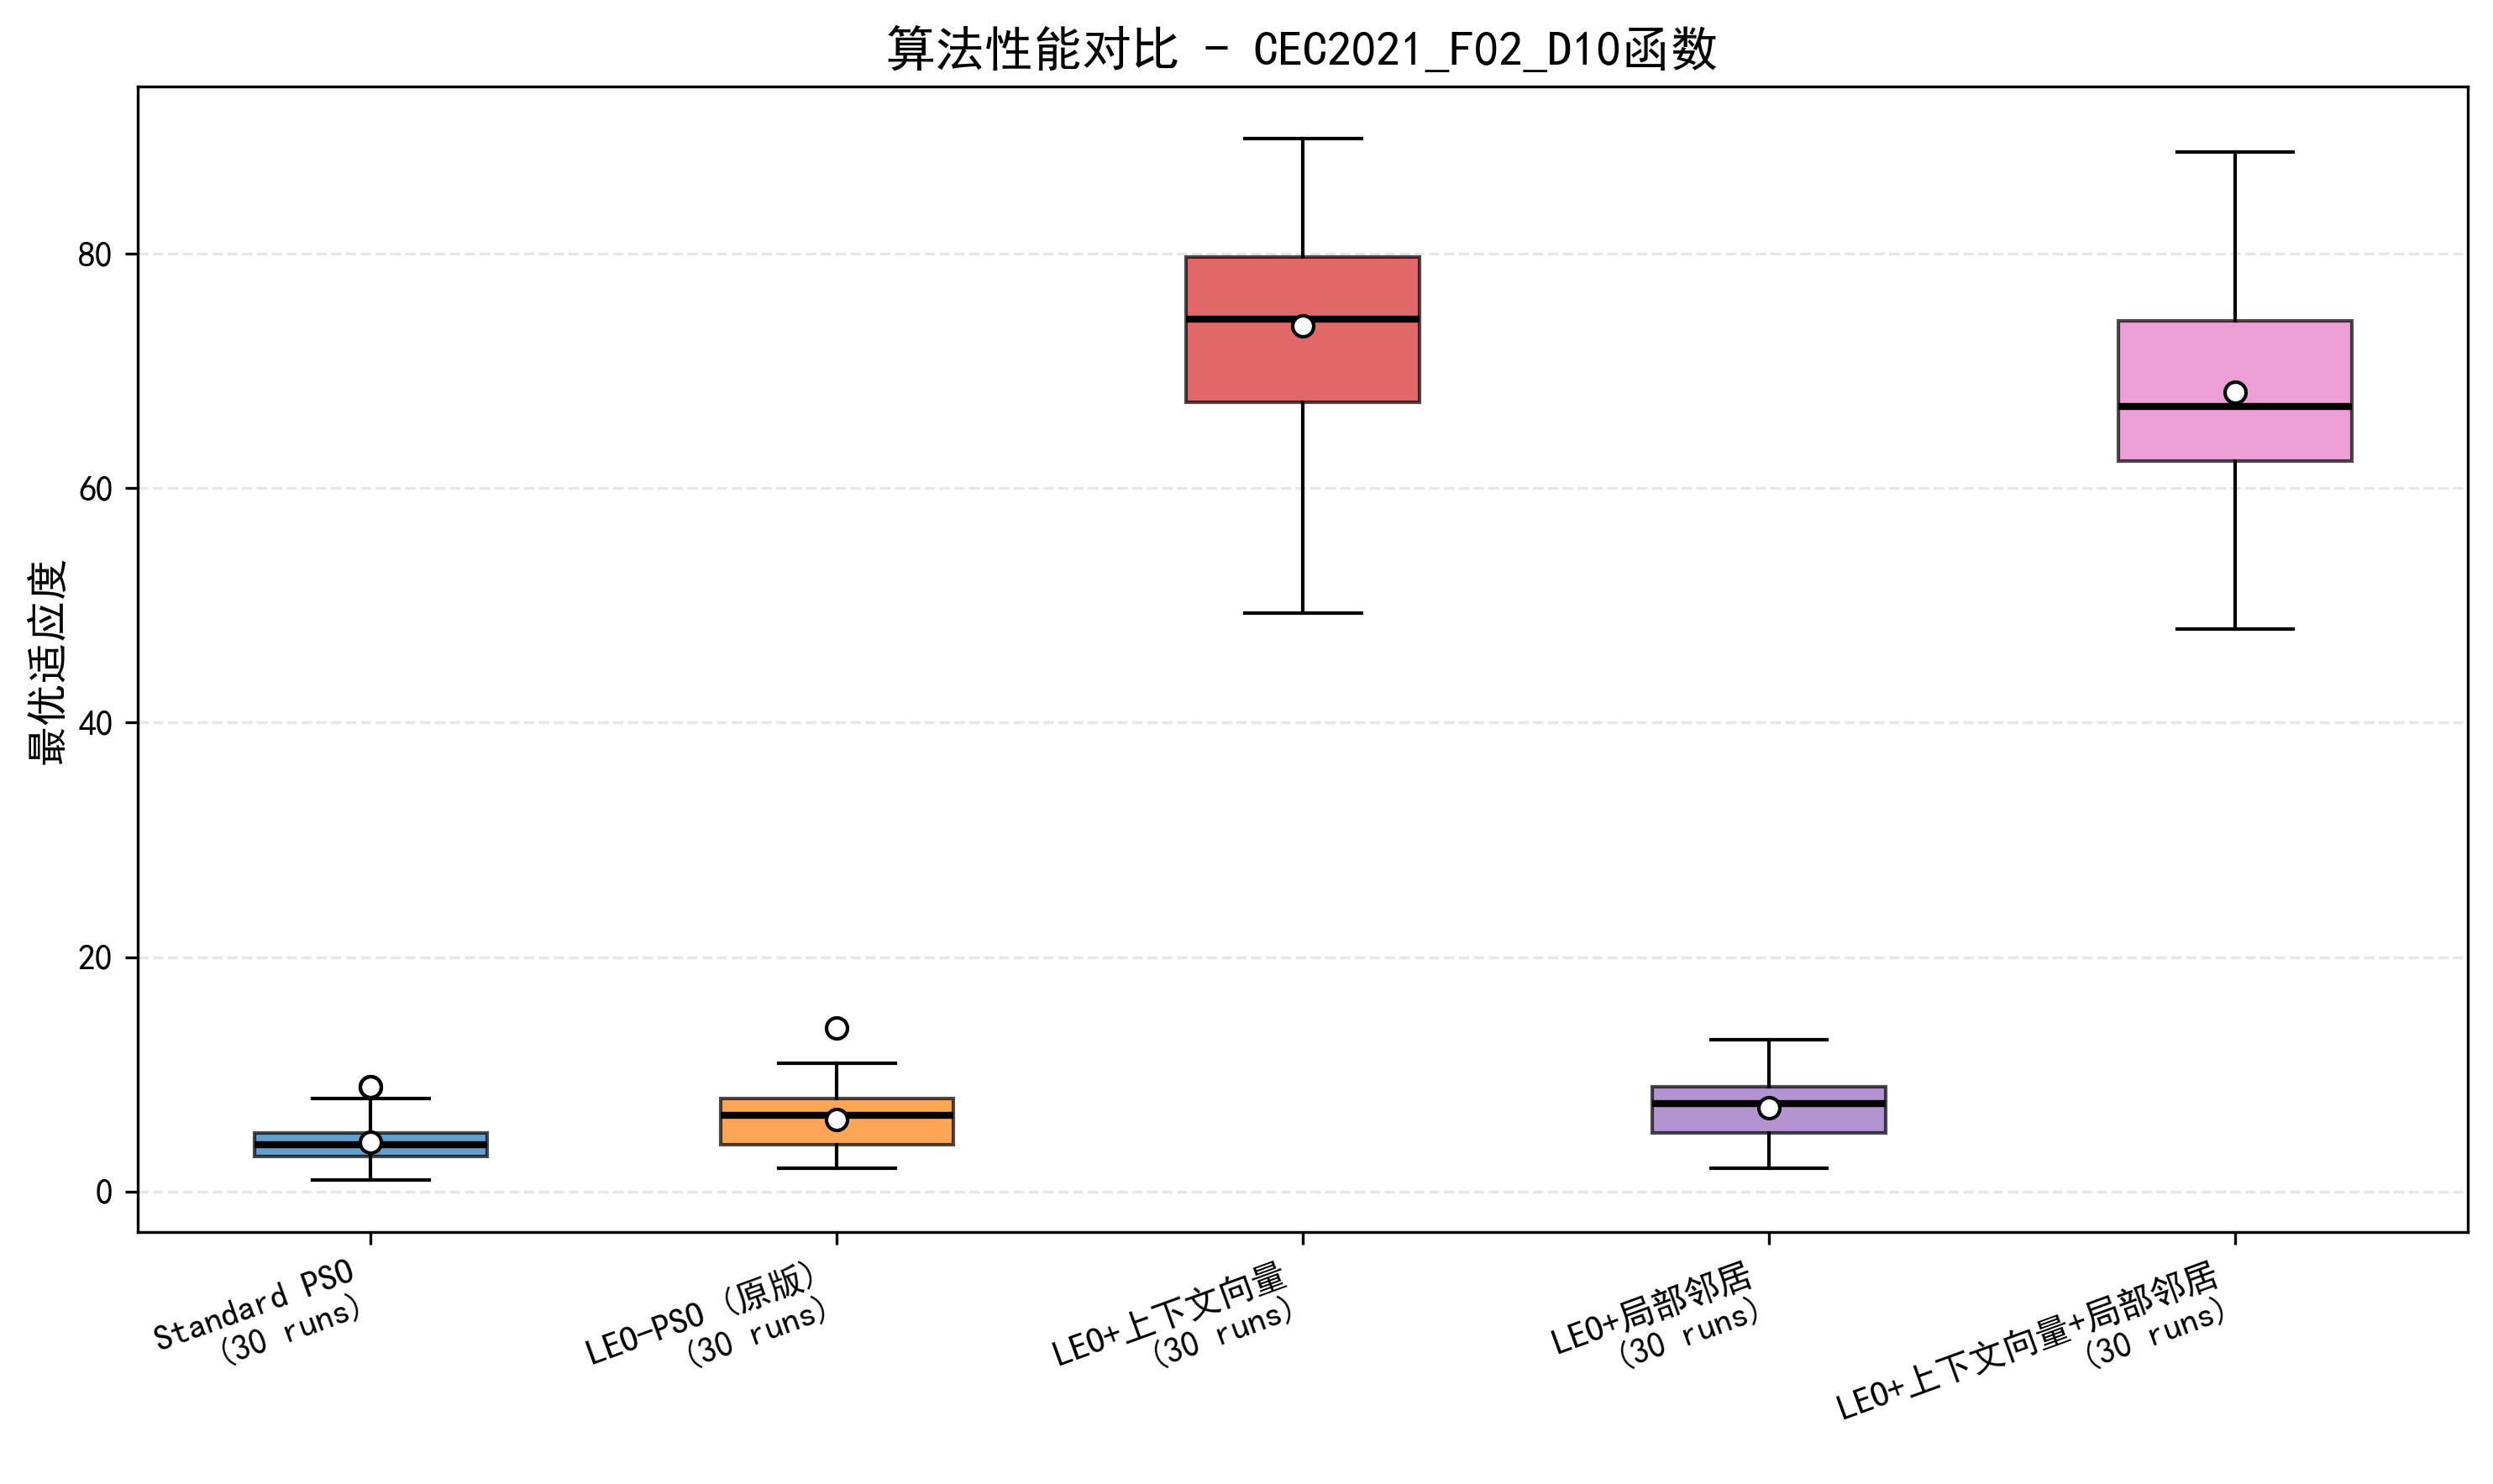 算法性能对比 - CEC2021_F02_D10函数
最优适应度
80
60
40
20
0
Standard PSO
(30 runs)
LEO-PSO (原版)
(30 runs)
LEO+上下文向量
(30 runs)
LEO+局部邻居
(30 runs)
LEO+上下文向量+局部邻居
(30 runs)